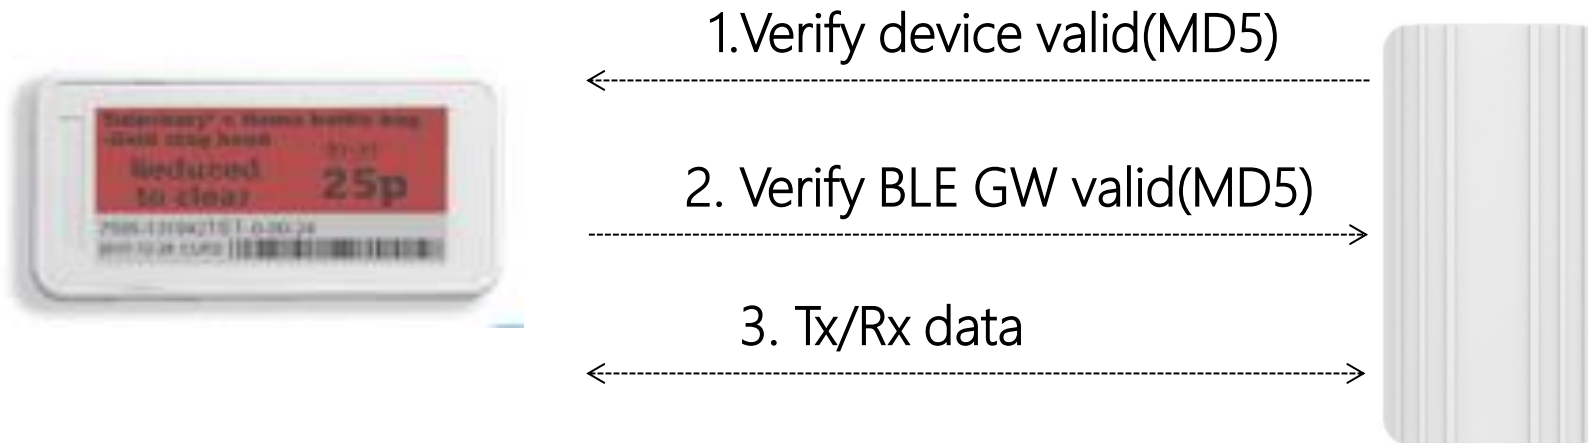 1.Verify device valid(MD5)
2. Verify BLE GW valid(MD5)
3. Tx/Rx data
Reduced
to clear
25p